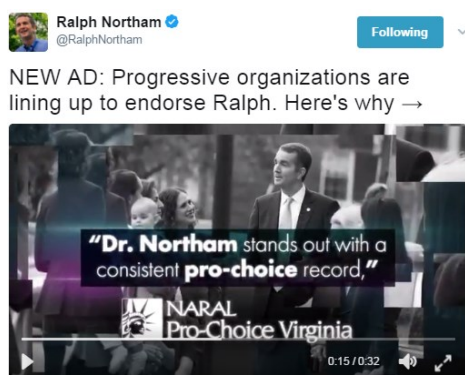 Ralph Northam
@RalphNortham
Following
NEW AD: Progressive organizations are
lining up to endorse Ralph. Here's why →
“Dr. Northam stands out with a
consistent pro-choice record,”
NARAL
Pro-Choice Virginia
0:15 / 0:32